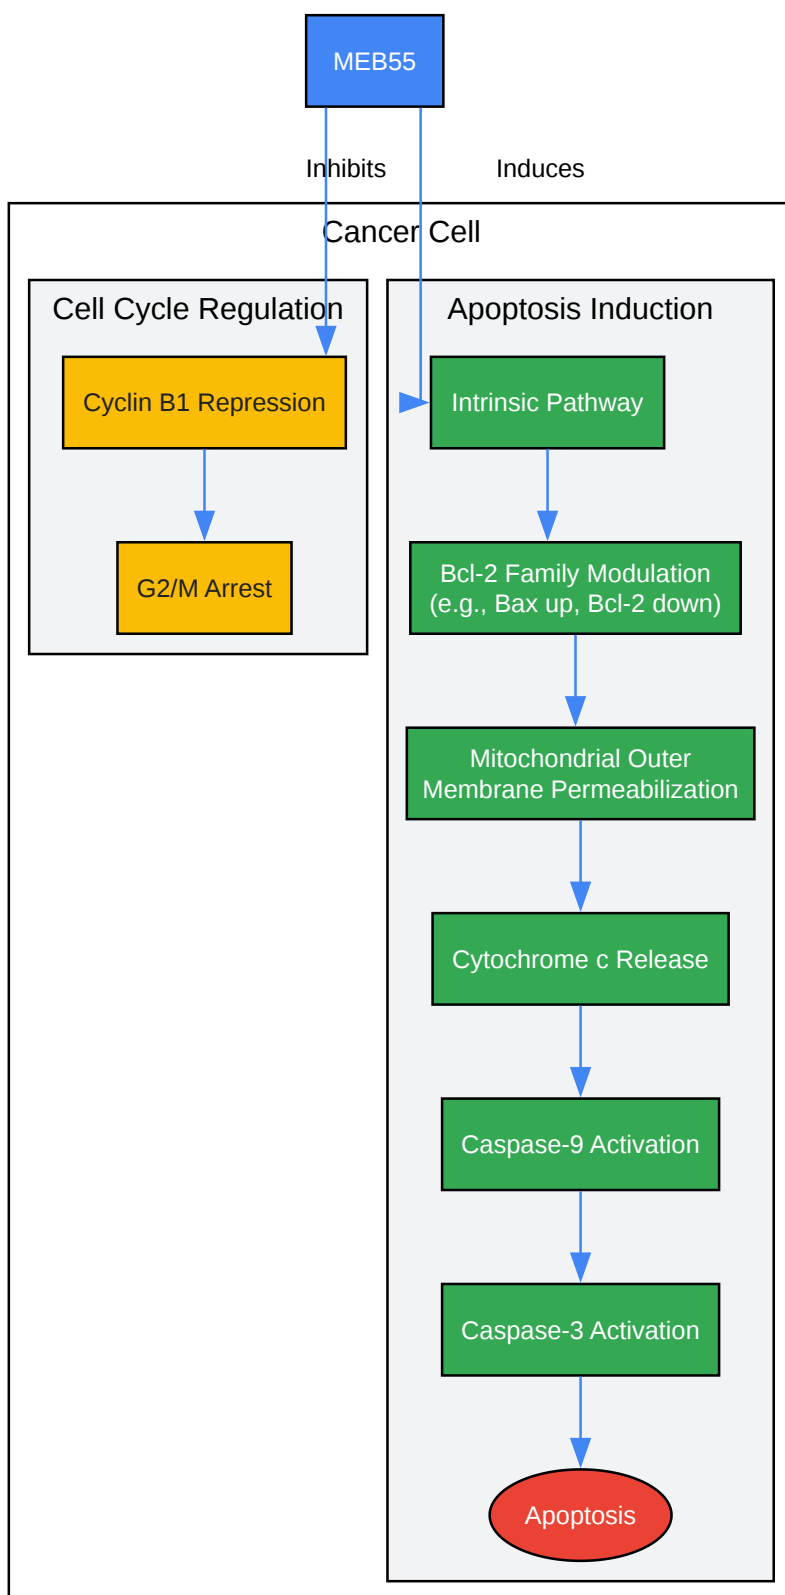 MEB55
Inhibits
Induces
Cancer Cell
Cell Cycle Regulation
Apoptosis Induction
Cyclin B1 Repression
Intrinsic Pathway
G2/M Arrest
Bcl-2 Family Modulation
(e.g., Bax up, Bcl-2 down)
Mitochondrial Outer
Membrane Permeabilization
Cytochrome c Release
Caspase-9 Activation
Caspase-3 Activation
Apoptosis